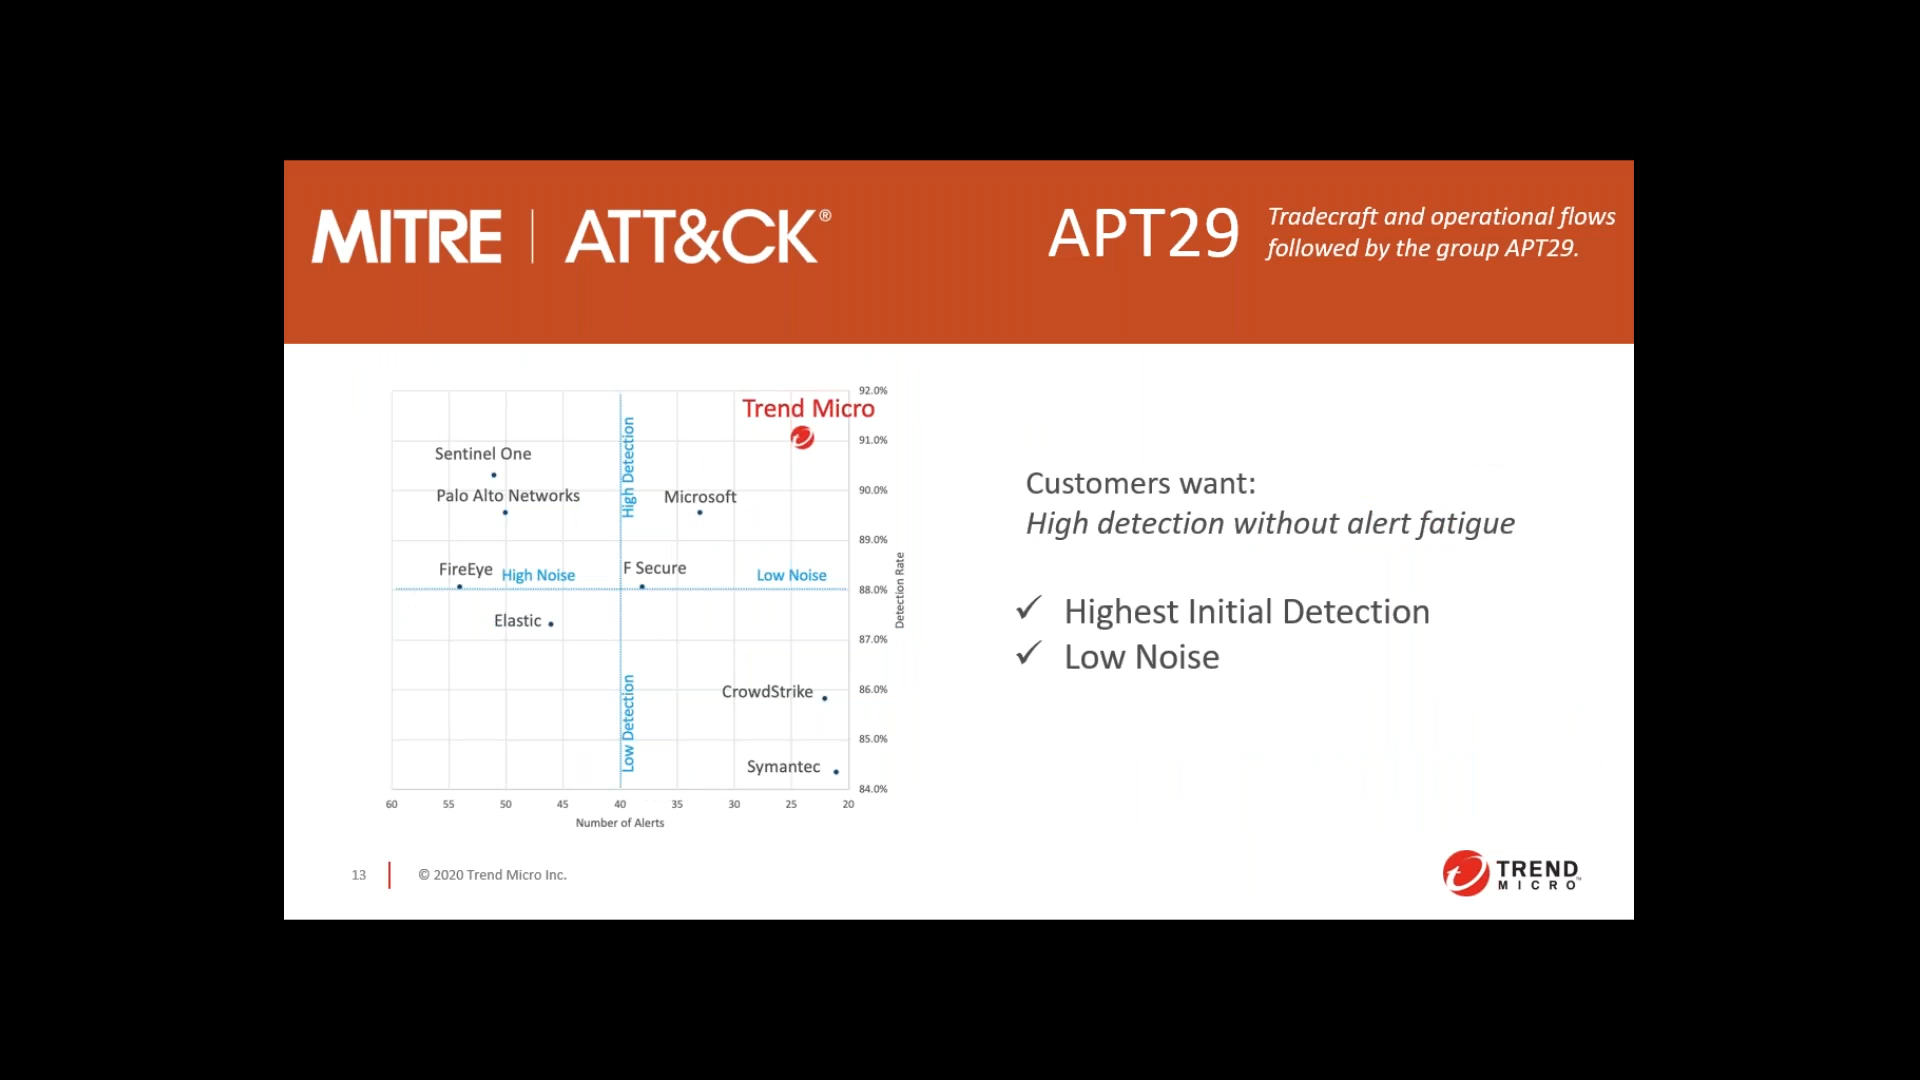 MITRE | ATT&CK®
APT29
Tradecraft and operational flows
followed by the group APT29.
92.0%
Trend Micro
91.0%
Sentinel One
High Detection
90.0%
Palo Alto Networks
Microsoft
89.0%
Detection Rate
FireEye
High Noise
F Secure
Low Noise
88.0%
Elastic
87.0%
Low Detection
CrowdStrike
86.0%
85.0%
Symantec
84.0%
60 55 50 45 40 35 30 25 20
Number of Alerts
Customers want:
High detection without alert fatigue
✓ Highest Initial Detection
✓ Low Noise
13
© 2020 Trend Micro Inc.
TREND
MICRO™